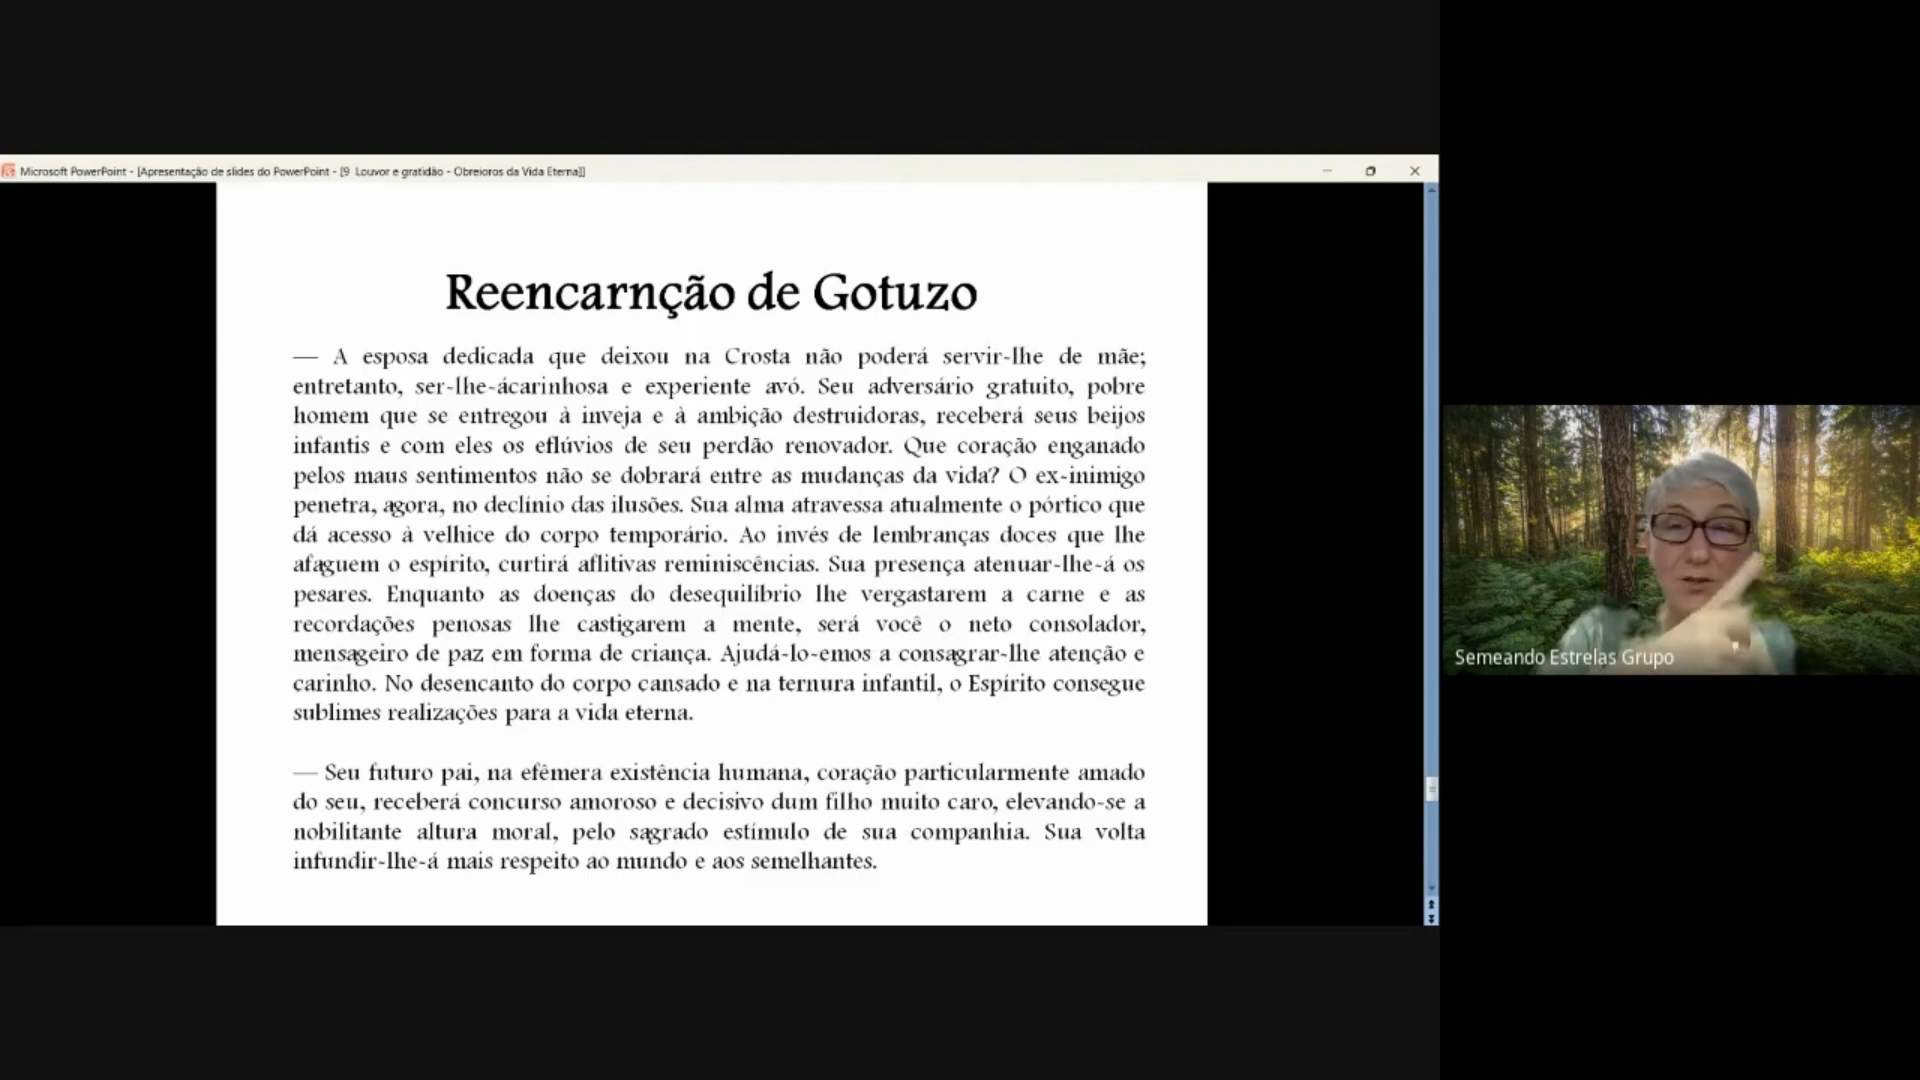 Microsoft PowerPoint - [Apresentação de slides do PowerPoint - [9 Louvor e gratidão - Obreioros da Vida Eterna]]
Reencarnção de Gotuzo
— A esposa dedicada que deixou na Crosta não poderá servir-lhe de mãe;
entretanto, ser-lhe-ácarinhosa e experiente avó. Seu adversário gratuito, pobre
homem que se entregou à inveja e à ambição destruidoras, receberá seus beijos
infantis e com eles os eflúvios de seu perdão renovador. Que coração enganado
pelos maus sentimentos não se dobrará entre as mudanças da vida? O ex-inimigo
penetra, agora, no declínio das ilusões. Sua alma atravessa atualmente o pórtico que
dá acesso à velhice do corpo temporário. Ao invés de lembranças doces que lhe
afaguem o espírito, curtirá aflitivas reminiscências. Sua presença atenuar-lhe-á os
pesares. Enquanto as doenças do desequilíbrio lhe vergastarem a carne e as
recordações penosas lhe castigarem a mente, será você o neto consolador,
mensageiro de paz em forma de criança. Ajudá-lo-emos a consagrar-lhe atenção e
carinho. No desencanto do corpo cansado e na ternura infantil, o Espírito consegue
sublimes realizações para a vida eterna.
— Seu futuro pai, na efêmera existência humana, coração particularmente amado
do seu, receberá concurso amoroso e decisivo dum filho muito caro, elevando-se a
nobilitante altura moral, pelo sagrado estímulo de sua companhia. Sua volta
infundir-lhe-á mais respeito ao mundo e aos semelhantes.
Semeando Estrelas Grupo